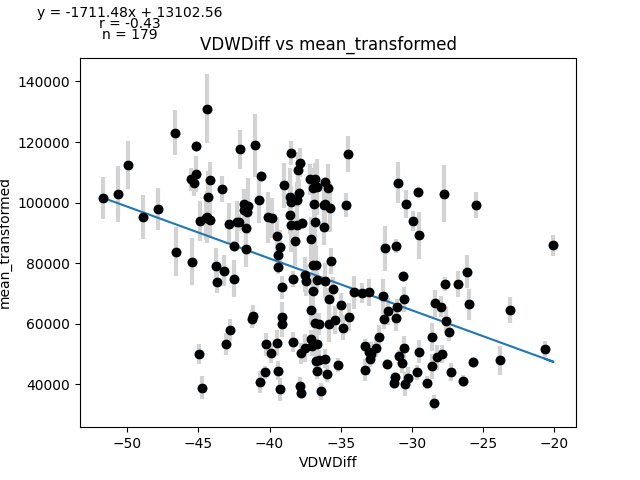 y = -1711.48x + 13102.56
r = -0.43
n = 179
VDWDiff vs mean_transformed
mean_transformed
140000
120000
100000
80000
60000
40000
−50
−45
−40
−35
−30
−25
−20
VDWDiff